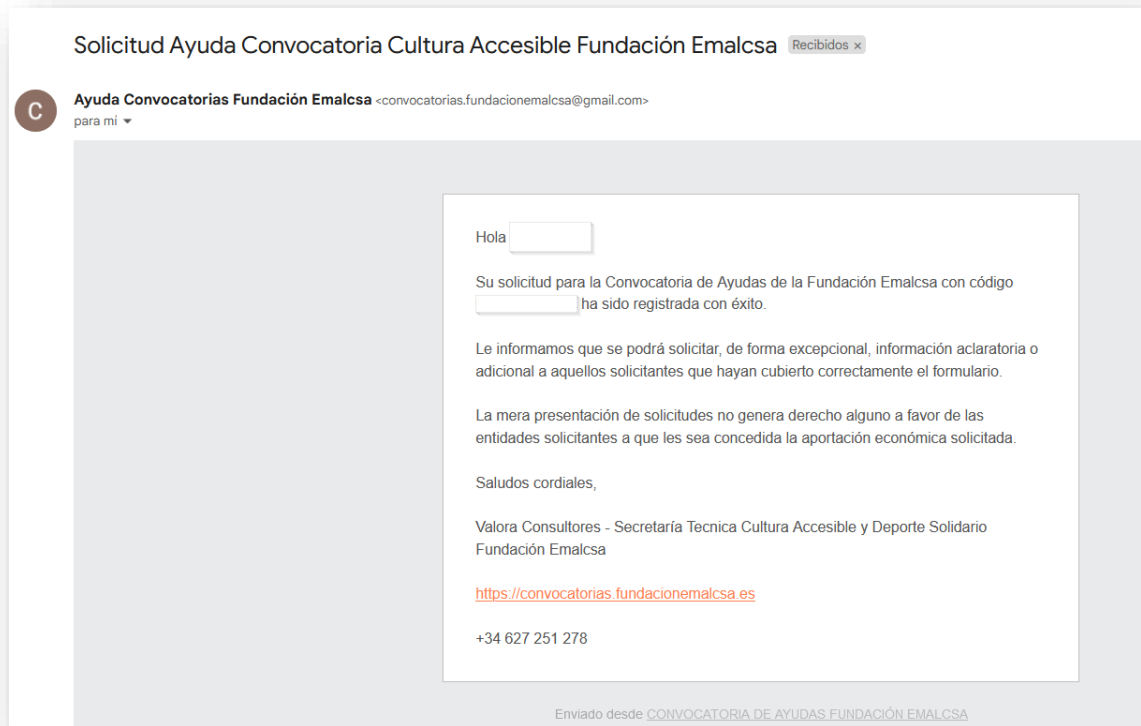 Solicitud Ayuda Convocatoria Cultura Accesible Fundación Emalcsa Recibidos ×
C
Ayuda Convocatorias Fundación Emalcsa <convocatorias.fundacionemalcsa@gmail.com>
para mí
Hola
Su solicitud para la Convocatoria de Ayudas de la Fundación Emalcsa con código
ha sido registrada con éxito.
Le informamos que se podrá solicitar, de forma excepcional, información aclaratoria o
adicional a aquellos solicitantes que hayan cubierto correctamente el formulario.
La mera presentación de solicitudes no genera derecho alguno a favor de las
entidades solicitantes a que les sea concedida la aportación económica solicitada.
Saludos cordiales,
Valora Consultores - Secretaría Tecnica Cultura Accesible y Deporte Solidario
Fundación Emalcsa
https://convocatorias.fundacionemalcsa.es
+34 627 251 278
Enviado desde CONVOCATORIA DE AYUDAS FUNDACIÓN EMALCSA